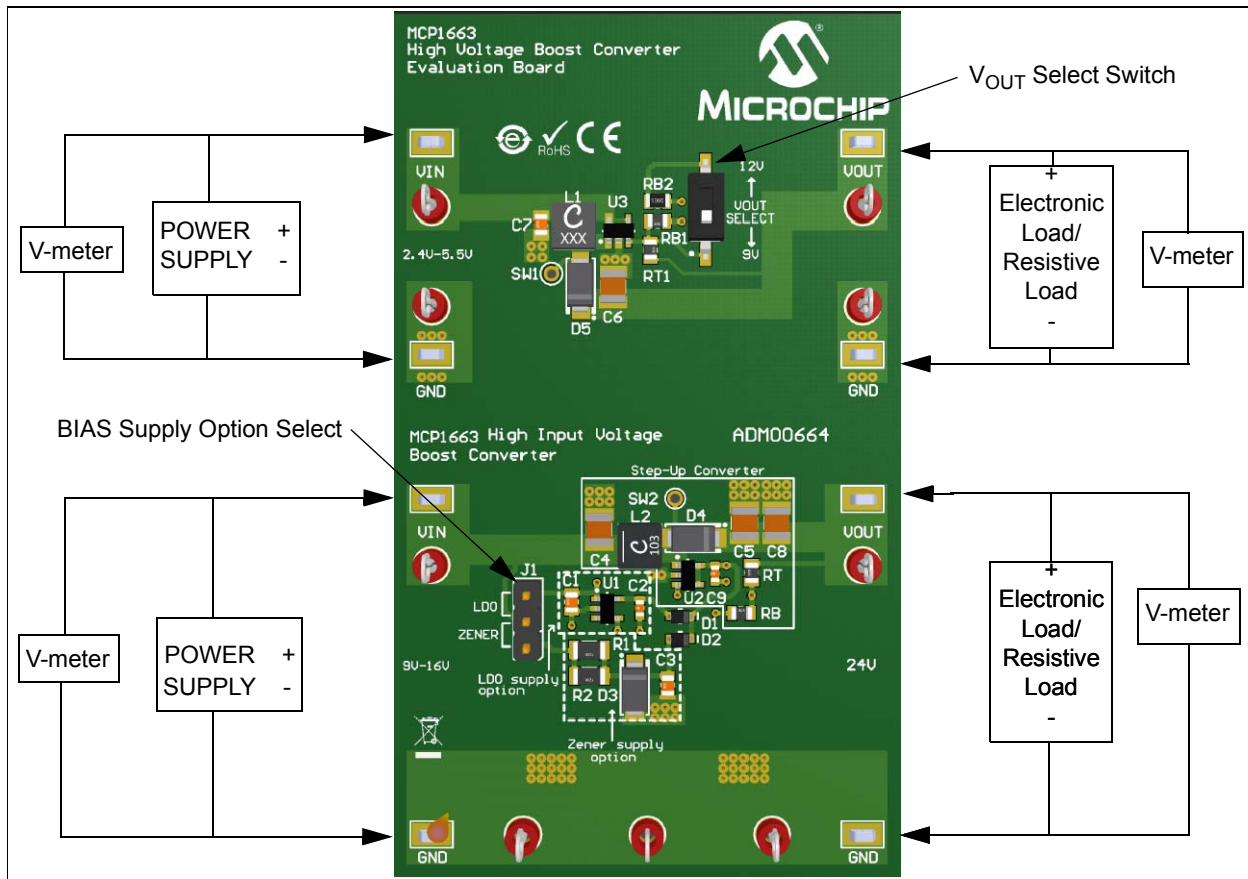 MCP1663
High Voltage Boost Converter
Evaluation Board
MICROCHIP
®
VOUT Select Switch
RoHS
CE
VIN
VOUT
12V
VOUT
SELECT
9V
L1
C
XXX
U3
RB2
RB1
RT1
C7
2.4V-5.5V
SW1
D5
C6
GND
GND
V-meter
POWER +
SUPPLY -
+
Electronic
Load/
Resistive
Load
-
V-meter
BIAS Supply Option Select
MCP1663 High Input Voltage
Boost Converter
ADM00664
Step-Up Converter
SW2
L2
D4
C
103
VIN
VOUT
C4
C5
C8
J1
C1
U1
C2
U2
C9
RT
RB
LDO
ZENER
D1
D2
R1
R2
D3
C3
9V-16V
LDO supply
option
24V
Zener supply
option
GND
GND
V-meter
POWER +
SUPPLY -
+
Electronic
Load/
Resistive
Load
-
V-meter